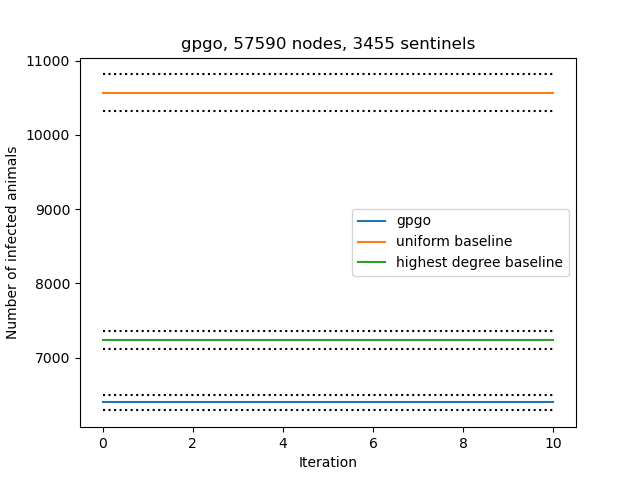 gpgo, 57590 nodes, 3455 sentinels
11000
10000
9000
8000
7000
Number of infected animals
gpgo
uniform baseline
highest degree baseline
0 2 4 6 8 10
Iteration